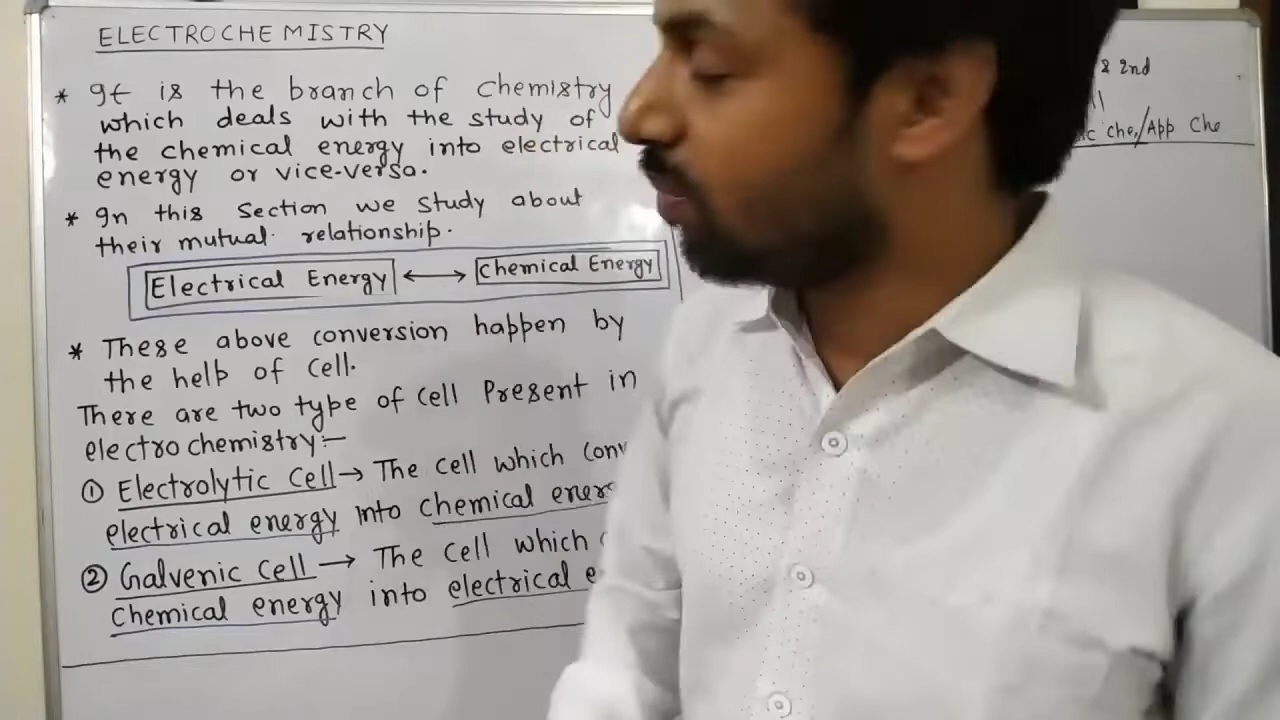 ELECTROCHEMISTRY
* It is the branch of chemistry
which deals with the study of
the chemical energy into electrical
energy or vice-versa.
* In this section we study about
their mutual relationship.
Electrical Energy ⟷ Chemical Energy
* These above conversion happen by
the help of cell.
There are two type of cell Present in
electrochemistry:-
① Electrolytic Cell → The cell which conv
electrical energy into chemical energ
② Galvenic Cell → The cell which
Chemical energy into electrical e
& 2nd
che./App Che